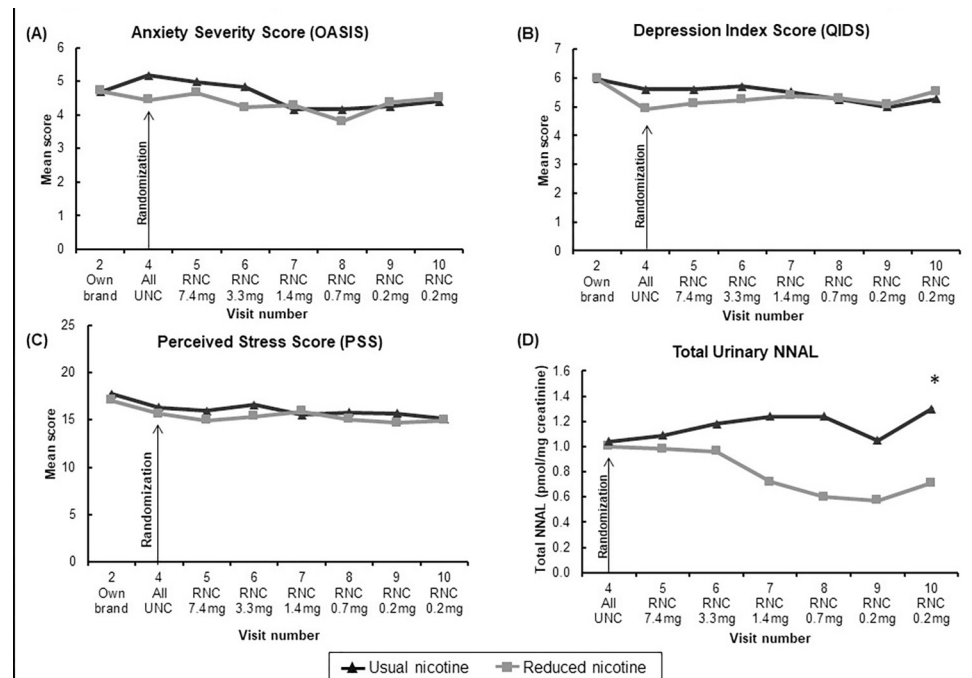 (A)
Anxiety Severity Score (OASIS)
6
5
4
3
2
1
0
Mean score
Randomization
2 4 5 6 7 8 9 10
Own All RNC RNC RNC RNC RNC RNC
brand UNC 7.4mg 3.3mg 1.4mg 0.7mg 0.2mg 0.2mg
Visit number
(B)
Depression Index Score (QIDS)
7
6
5
4
3
2
1
0
Mean score
Randomization
2 4 5 6 7 8 9 10
Own All RNC RNC RNC RNC RNC RNC
brand UNC 7.4mg 3.3mg 1.4mg 0.7mg 0.2mg 0.2mg
Visit number
(C)
Perceived Stress Score (PSS)
25
20
15
10
5
0
Mean score
Randomization
2 4 5 6 7 8 9 10
Own All RNC RNC RNC RNC RNC RNC
brand UNC 7.4mg 3.3mg 1.4mg 0.7mg 0.2mg 0.2mg
Visit number
(D)
Total Urinary NNAL
1.6
1.4
1.2
1.0
0.8
0.6
0.4
0.2
0.0
Total NNAL (pmol/mg creatinine)
Randomization
*
4 5 6 7 8 9 10
All RNC RNC RNC RNC RNC RNC
UNC 7.4mg 3.3mg 1.4mg 0.7mg 0.2mg 0.2mg
Visit number
Usual nicotine Reduced nicotine